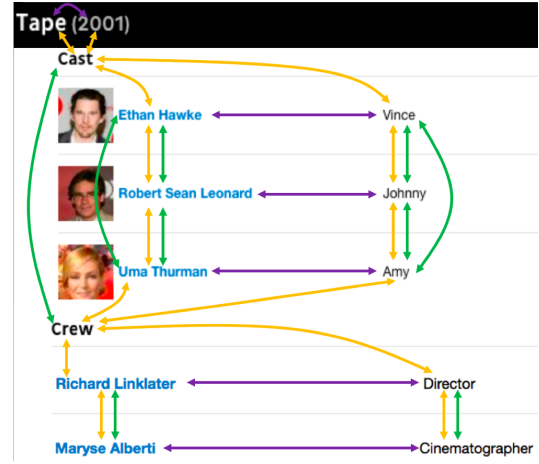 Tape (2001)
Cast
Ethan Hawke Vince
Robert Sean Leonard Johnny
Uma Thurman Amy
Crew
Richard Linklater Director
Maryse Alberti Cinematographer